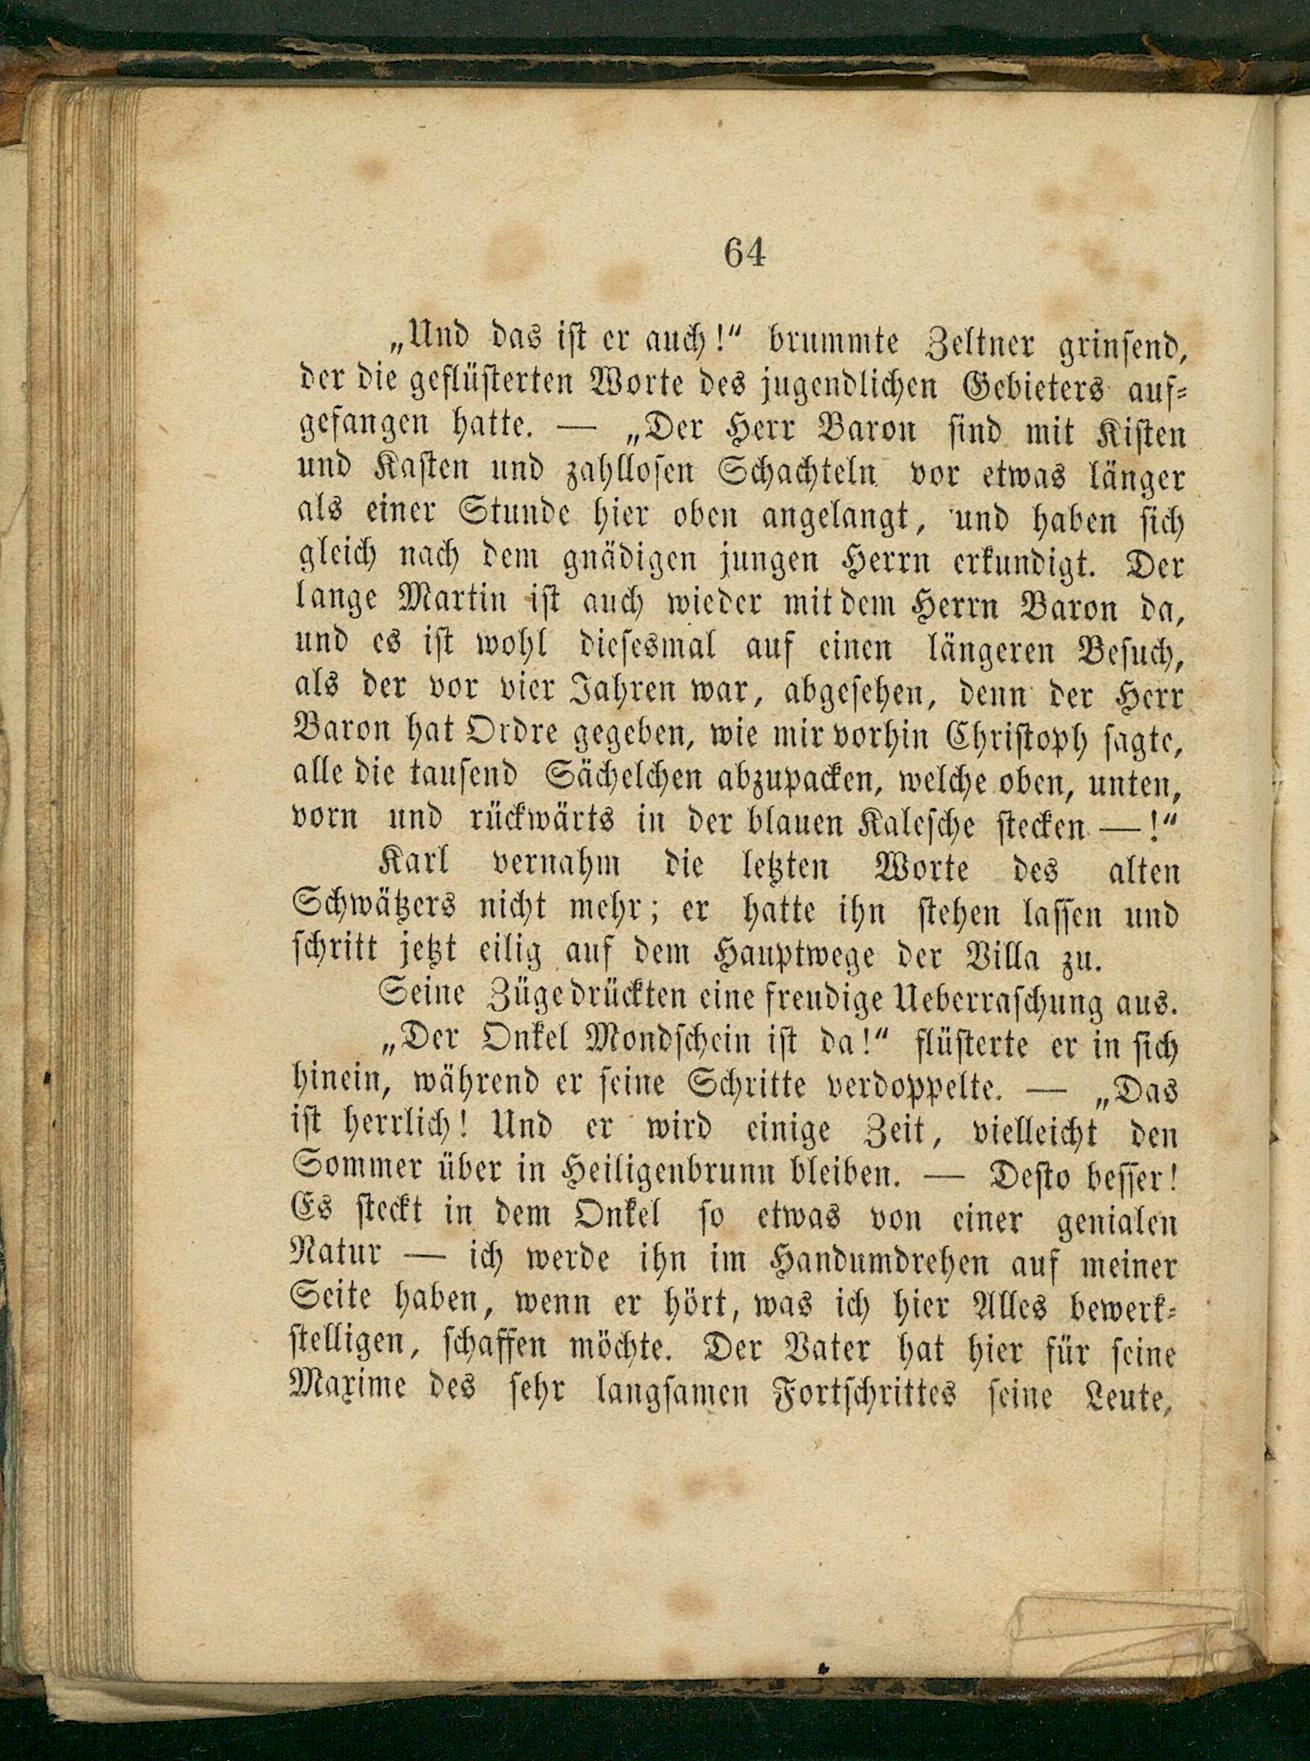 64
„Und das ist er auch!“ brummte Zeltner grinsend,
der die geflüsterten Worte des jugendlichen Gebieters auf-
gefangen hatte. — „Der Herr Baron sind mit Kisten
und Kasten und zahllosen Schachteln vor etwas länger
als einer Stunde hier oben angelangt, und haben sich
gleich nach dem gnädigen jungen Herrn erkundigt. Der
lange Martin ist auch wieder mit dem Herrn Baron da,
und es ist wohl diesesmal auf einen längeren Besuch,
als der vor vier Jahren war, abgesehen, denn der Herr
Baron hat Ordre gegeben, wie mir vorhin Christoph sagte,
alle die tausend Sächelchen abzupacken, welche oben, unten,
vorn und rückwärts in der blauen Kalesche stecken —!“
Karl vernahm die letzten Worte des alten
Schwätzers nicht mehr; er hatte ihn stehen lassen und
schritt jetzt eilig auf dem Hauptwege der Villa zu.
Seine Züge drückten eine freudige Ueberraschung aus.
„Der Onkel Mondschein ist da!“ flüsterte er in sich
hinein, während er seine Schritte verdoppelte. — „Das
ist herrlich! Und er wird einige Zeit, vielleicht den
Sommer über in Heiligenbrunn bleiben. — Desto besser!
Es steckt in dem Onkel so etwas von einer genialen
Natur — ich werde ihn im Handumdrehen auf meiner
Seite haben, wenn er hört, was ich hier Alles bewerk-
stelligen, schaffen möchte. Der Vater hat hier für seine
Maxime des sehr langsamen Fortschrittes seine Leute,